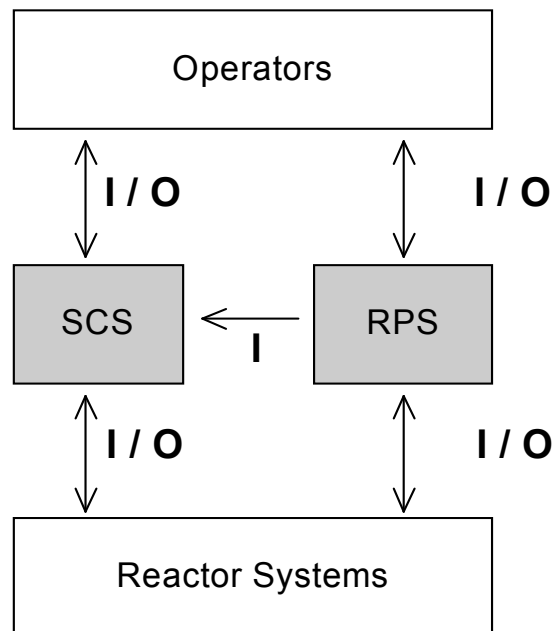 Operators
I / O
I / O
SCS
I
RPS
I / O
I / O
Reactor Systems